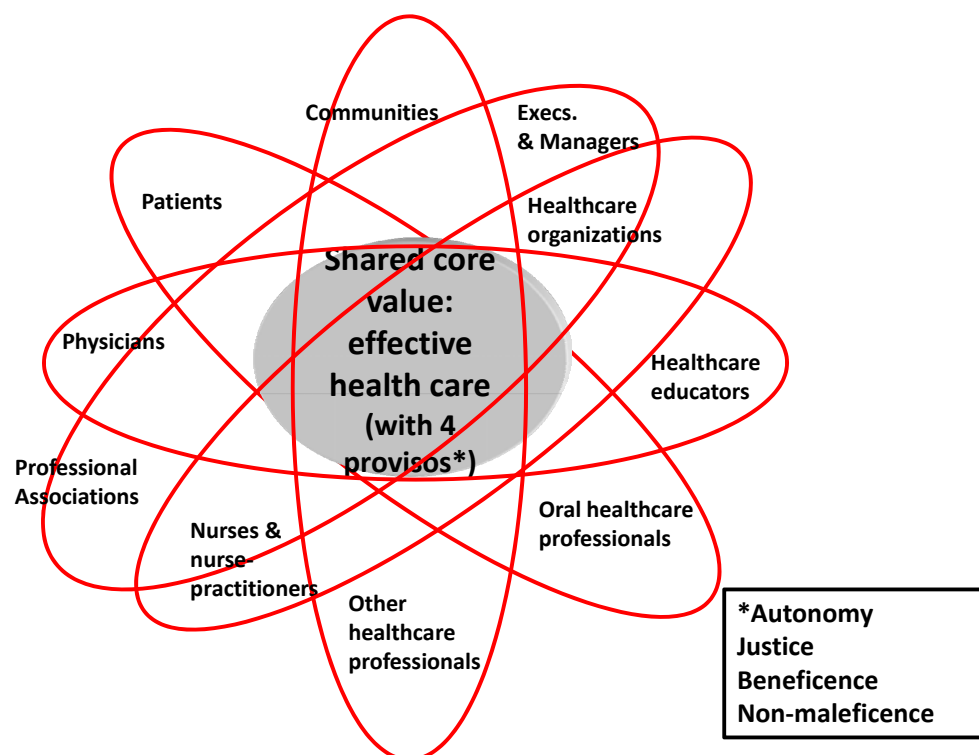 Communities
Execs.
& Managers
Patients
Healthcare
organizations
Shared core
value:
effective
health care
(with 4
provisos*)
Physicians
Healthcare
educators
Professional
Associations
Nurses &
nurse-
practitioners
Oral healthcare
professionals
Other
healthcare
professionals
*Autonomy
Justice
Beneficence
Non-maleficence